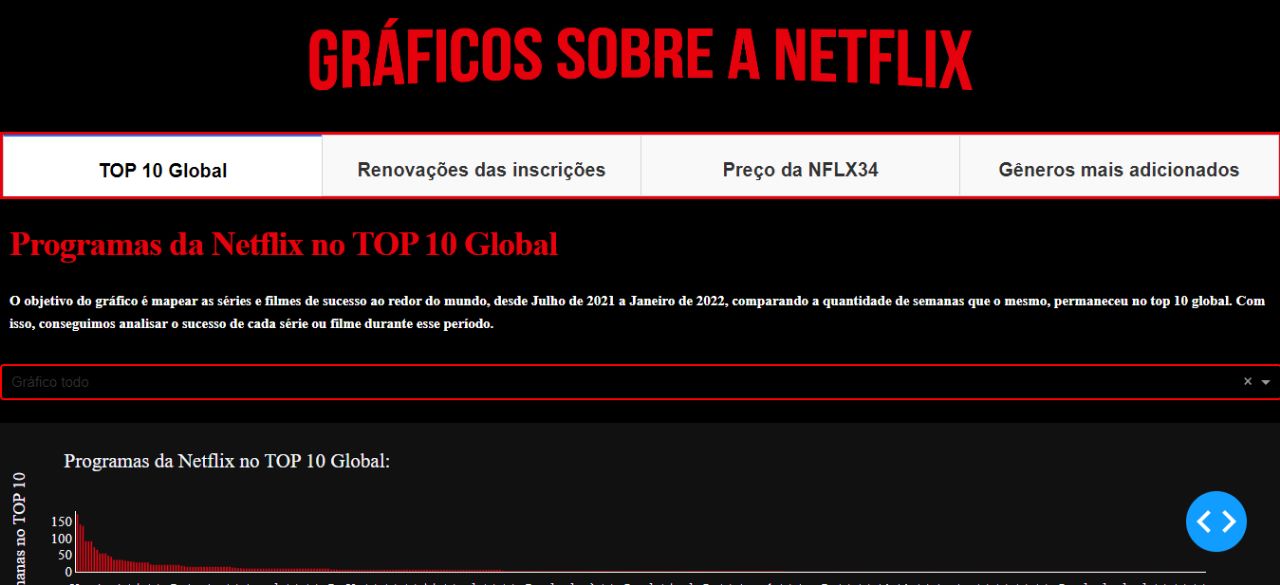 GRÁFICOS SOBRE A NETFLIX
TOP 10 Global
Renovações das inscrições
Preço da NFLX34
Gêneros mais adicionados
Programas da Netflix no TOP 10 Global
O objetivo do gráfico é mapear as séries e filmes de sucesso ao redor do mundo, desde Julho de 2021 a Janeiro de 2022, comparando a quantidade de semanas que o mesmo, permaneceu no top 10 global. Com
isso, conseguimos analisar o sucesso de cada série ou filme durante esse período.
Gráfico todo
Programas da Netflix no TOP 10 Global:
no TOP 10
150
100
50
0